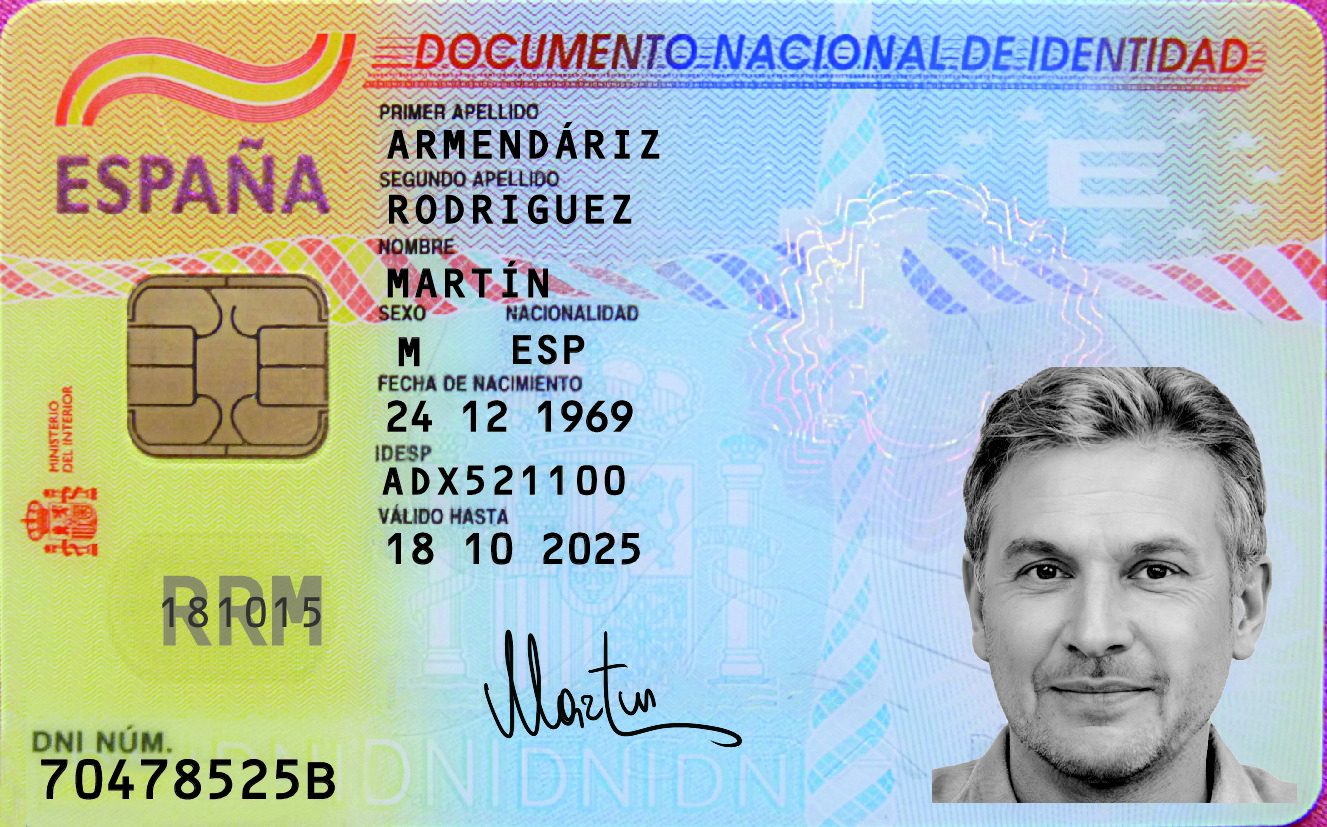 DOCUMENTO NACIONAL DE IDENTIDAD
ESPAÑA
PRIMER APELLIDO
ARMENDÁRIZ
SEGUNDO APELLIDO
RODRIGUEZ
NOMBRE
MARTÍN
SEXO NACIONALIDAD
M ESP
FECHA DE NACIMIENTO
24 12 1969
IDESP
ADX521100
VÁLIDO HASTA
18 10 2025
MINISTERIO
DEL INTERIOR
E
RRM
181015
Martin
DNI NÚM.
70478525B
DNIDNIDNIDNI